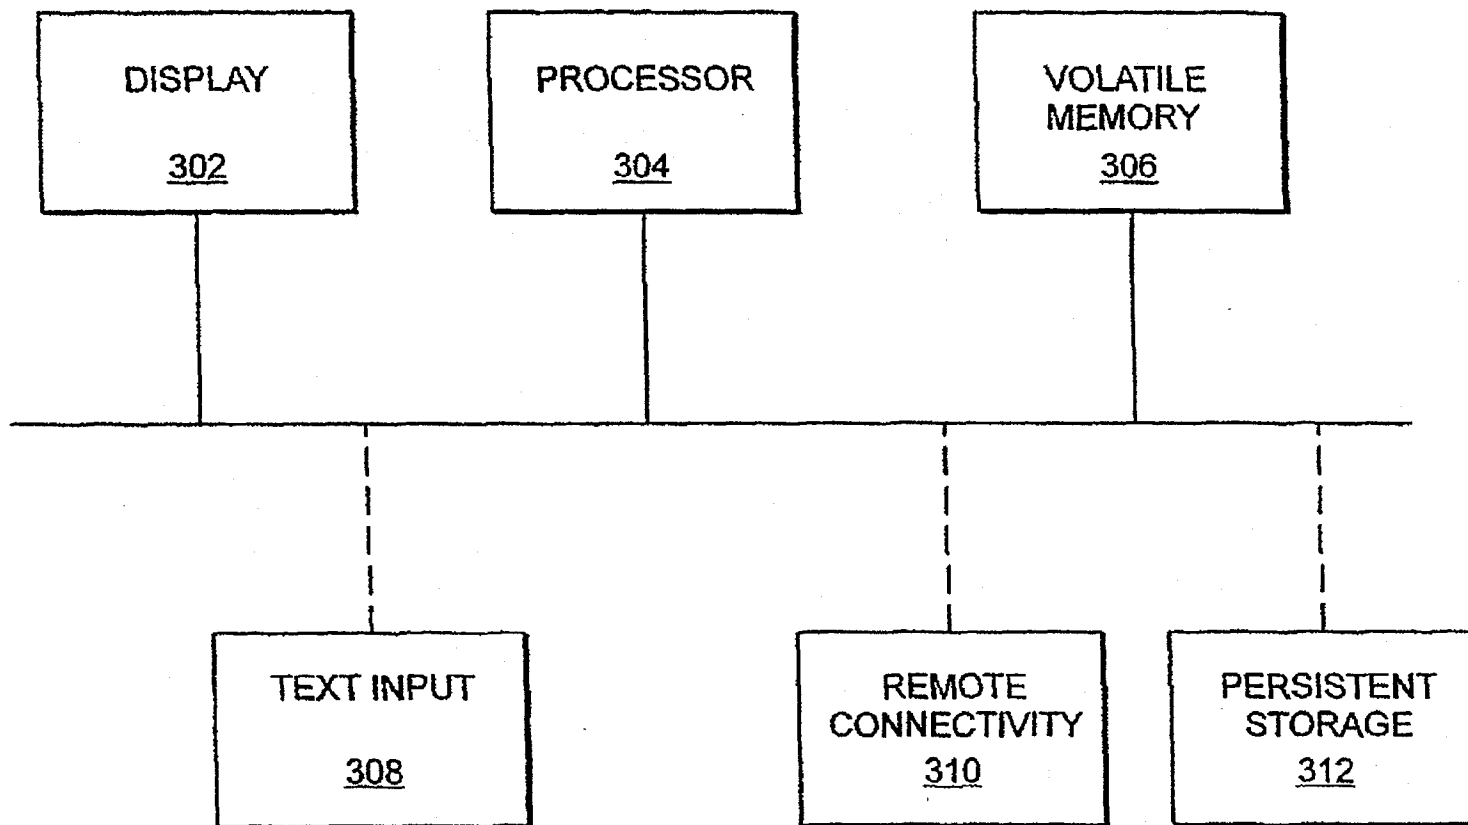 DISPLAY
302
PROCESSOR
304
VOLATILE
MEMORY
306
TEXT INPUT
308
REMOTE
CONNECTIVITY
310
PERSISTENT
STORAGE
312